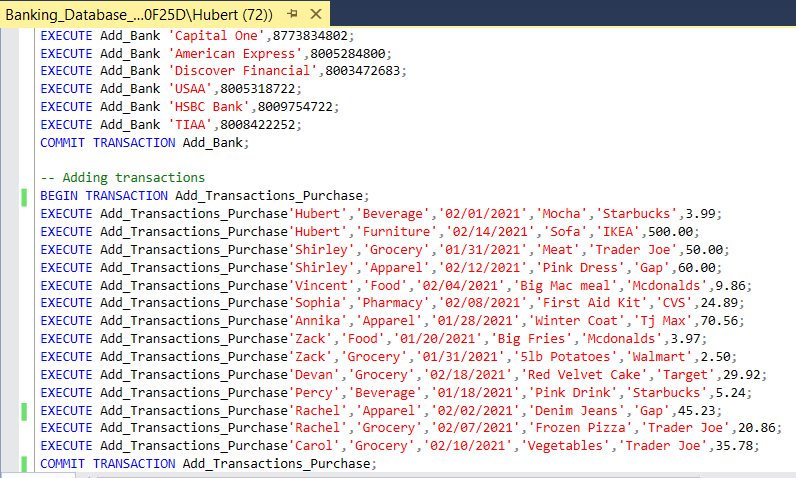 Banking_Database_...0F25D\Hubert (72))
EXECUTE Add_Bank 'Capital One',8773834802;
EXECUTE Add_Bank 'American Express',8005284800;
EXECUTE Add_Bank 'Discover Financial',8003472683;
EXECUTE Add_Bank 'USAA',8005318722;
EXECUTE Add_Bank 'HSBC Bank',8009754722;
EXECUTE Add_Bank 'TIAA',8008422252;
COMMIT TRANSACTION Add_Bank;
-- Adding transactions
BEGIN TRANSACTION Add_Transactions_Purchase;
EXECUTE Add_Transactions_Purchase'Hubert','Beverage','02/01/2021','Mocha','Starbucks',3.99;
EXECUTE Add_Transactions_Purchase'Hubert','Furniture','02/14/2021','Sofa','IKEA',500.00;
EXECUTE Add_Transactions_Purchase'Shirley','Grocery','01/31/2021','Meat','Trader Joe',50.00;
EXECUTE Add_Transactions_Purchase'Shirley','Apparel','02/12/2021','Pink Dress','Gap',60.00;
EXECUTE Add_Transactions_Purchase'Vincent','Food','02/04/2021','Big Mac meal','Mcdonalds',9.86;
EXECUTE Add_Transactions_Purchase'Sophia','Pharmacy','02/08/2021','First Aid Kit','CVS',24.89;
EXECUTE Add_Transactions_Purchase'Annika','Apparel','01/28/2021','Winter Coat','Tj Max',70.56;
EXECUTE Add_Transactions_Purchase'Zack','Food','01/20/2021','Big Fries','Mcdonalds',3.97;
EXECUTE Add_Transactions_Purchase'Zack','Grocery','01/31/2021','5lb Potatoes','Walmart',2.50;
EXECUTE Add_Transactions_Purchase'Devan','Grocery','02/18/2021','Red Velvet Cake','Target',29.92;
EXECUTE Add_Transactions_Purchase'Percy','Beverage','01/18/2021','Pink Drink','Starbucks',5.24;
EXECUTE Add_Transactions_Purchase'Rachel','Apparel','02/02/2021','Denim Jeans','Gap',45.23;
EXECUTE Add_Transactions_Purchase'Rachel','Grocery','02/07/2021','Frozen Pizza','Trader Joe',20.86;
EXECUTE Add_Transactions_Purchase'Carol','Grocery','02/10/2021','Vegetables','Trader Joe',35.78;
COMMIT TRANSACTION Add_Transactions_Purchase;